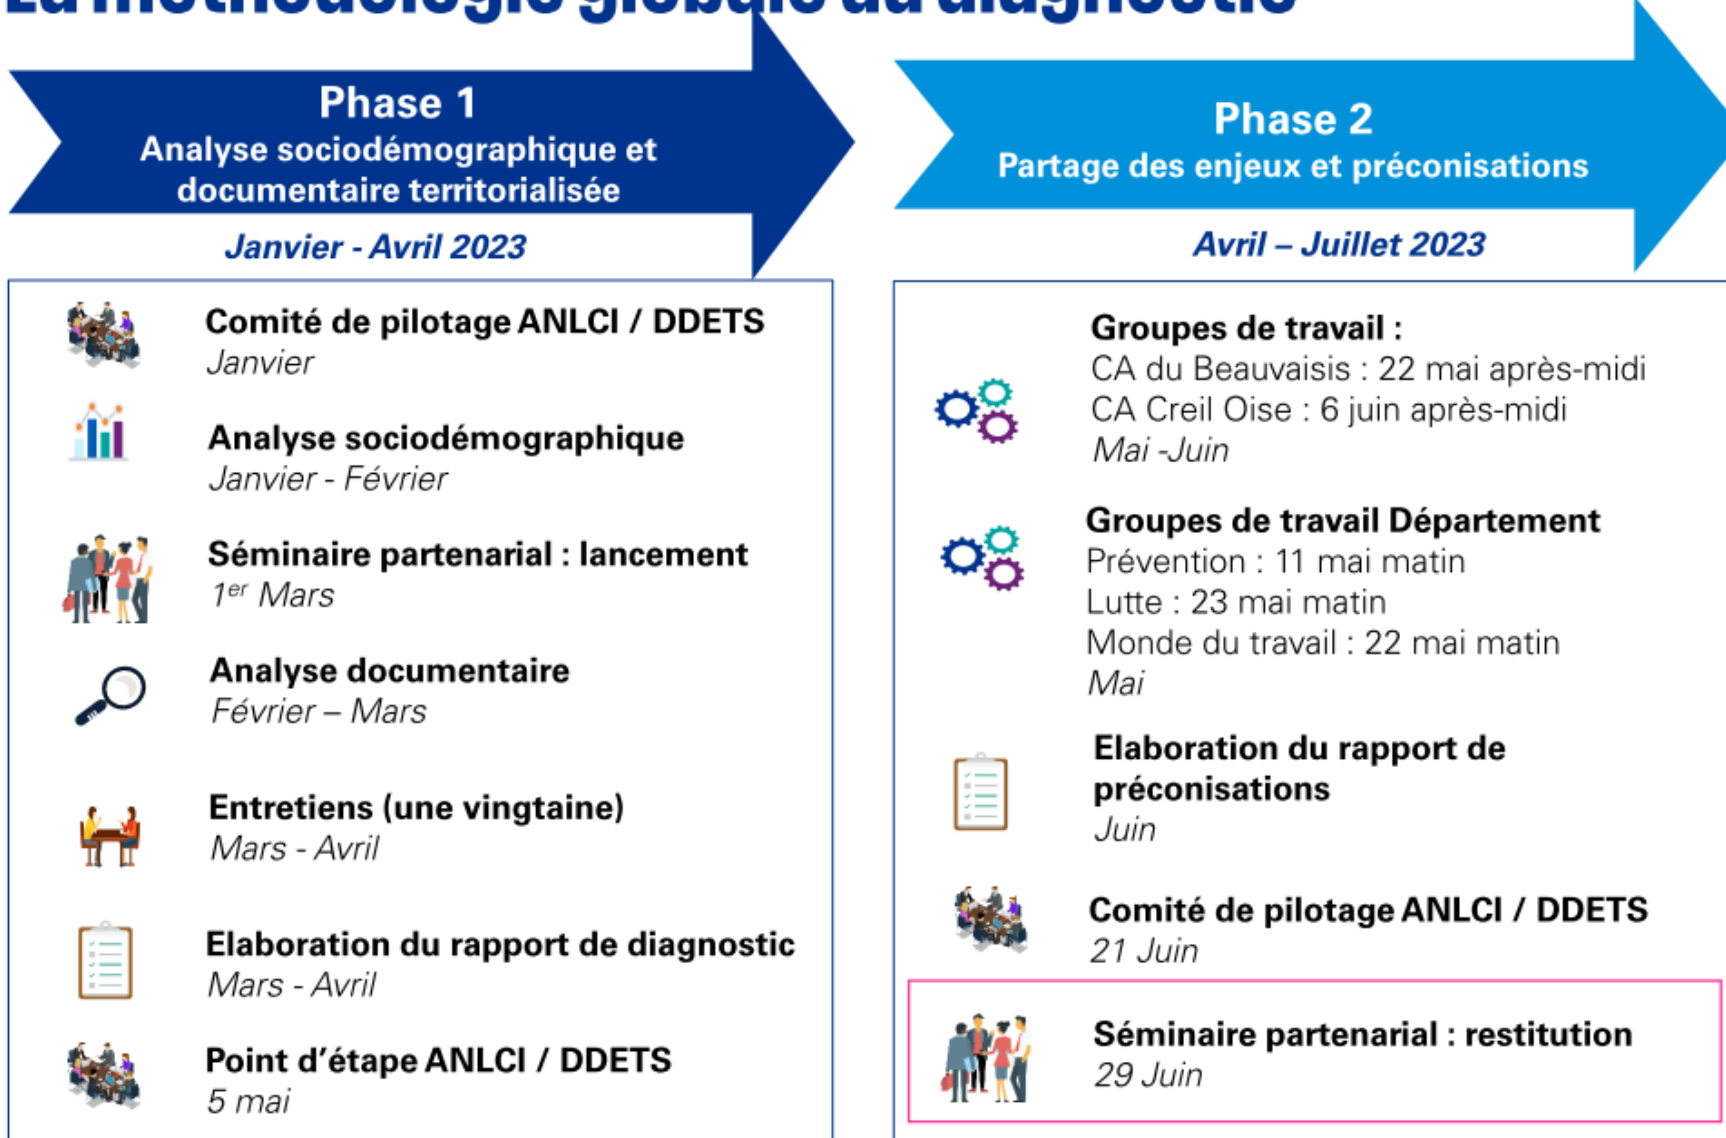 La méthodologie globale du diagnostic
Phase 1
Analyse sociodémographique et
documentaire territorialisée
Janvier - Avril 2023
Comité de pilotage ANLCI / DDETS
Janvier
Analyse sociodémographique
Janvier - Février
Séminaire partenarial : lancement
1er Mars
Analyse documentaire
Février – Mars
Entretiens (une vingtaine)
Mars - Avril
Elaboration du rapport de diagnostic
Mars - Avril
Point d’étape ANLCI / DDETS
5 mai
Phase 2
Partage des enjeux et préconisations
Avril – Juillet 2023
Groupes de travail :
CA du Beauvaisis : 22 mai après-midi
CA Creil Oise : 6 juin après-midi
Mai -Juin
Groupes de travail Département
Prévention : 11 mai matin
Lutte : 23 mai matin
Monde du travail : 22 mai matin
Mai
Elaboration du rapport de
préconisations
Juin
Comité de pilotage ANLCI / DDETS
21 Juin
Séminaire partenarial : restitution
29 Juin